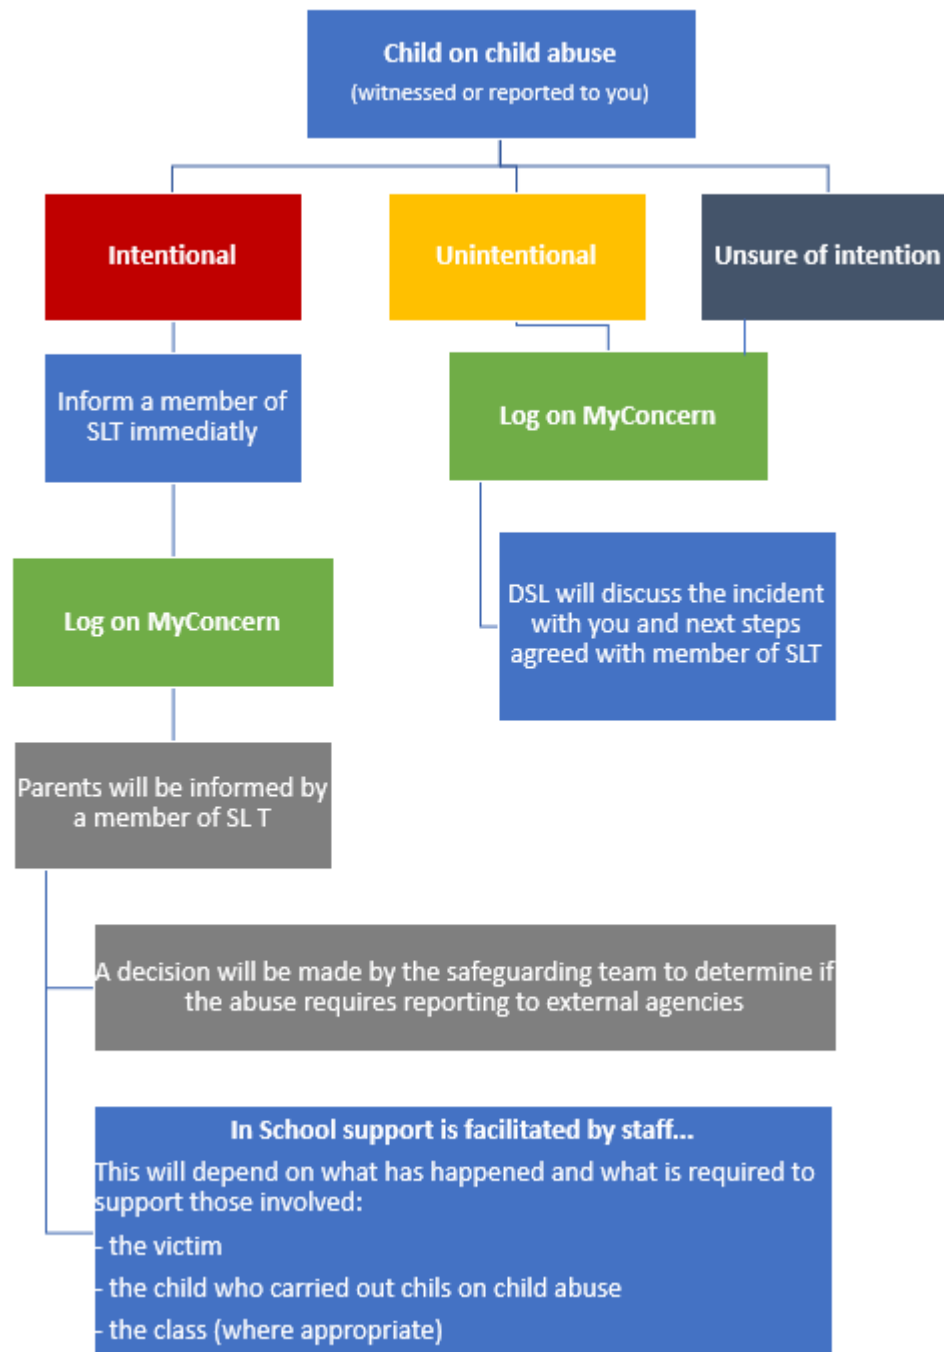 Child on child abuse
(witnessed or reported to you)
Intentional
Unintentional
Unsure of intention
Inform a member of
SLT immediatly
Log on MyConcern
Log on MyConcern
DSL will discuss the incident
with you and next steps
agreed with member of SLT
Parents will be informed by
a member of SL T
A decision will be made by the safeguarding team to determine if
the abuse requires reporting to external agencies
In School support is facilitated by staff...
This will depend on what has happened and what is required to
support those involved:
- the victim
- the child who carried out chils on child abuse
- the class (where appropriate)